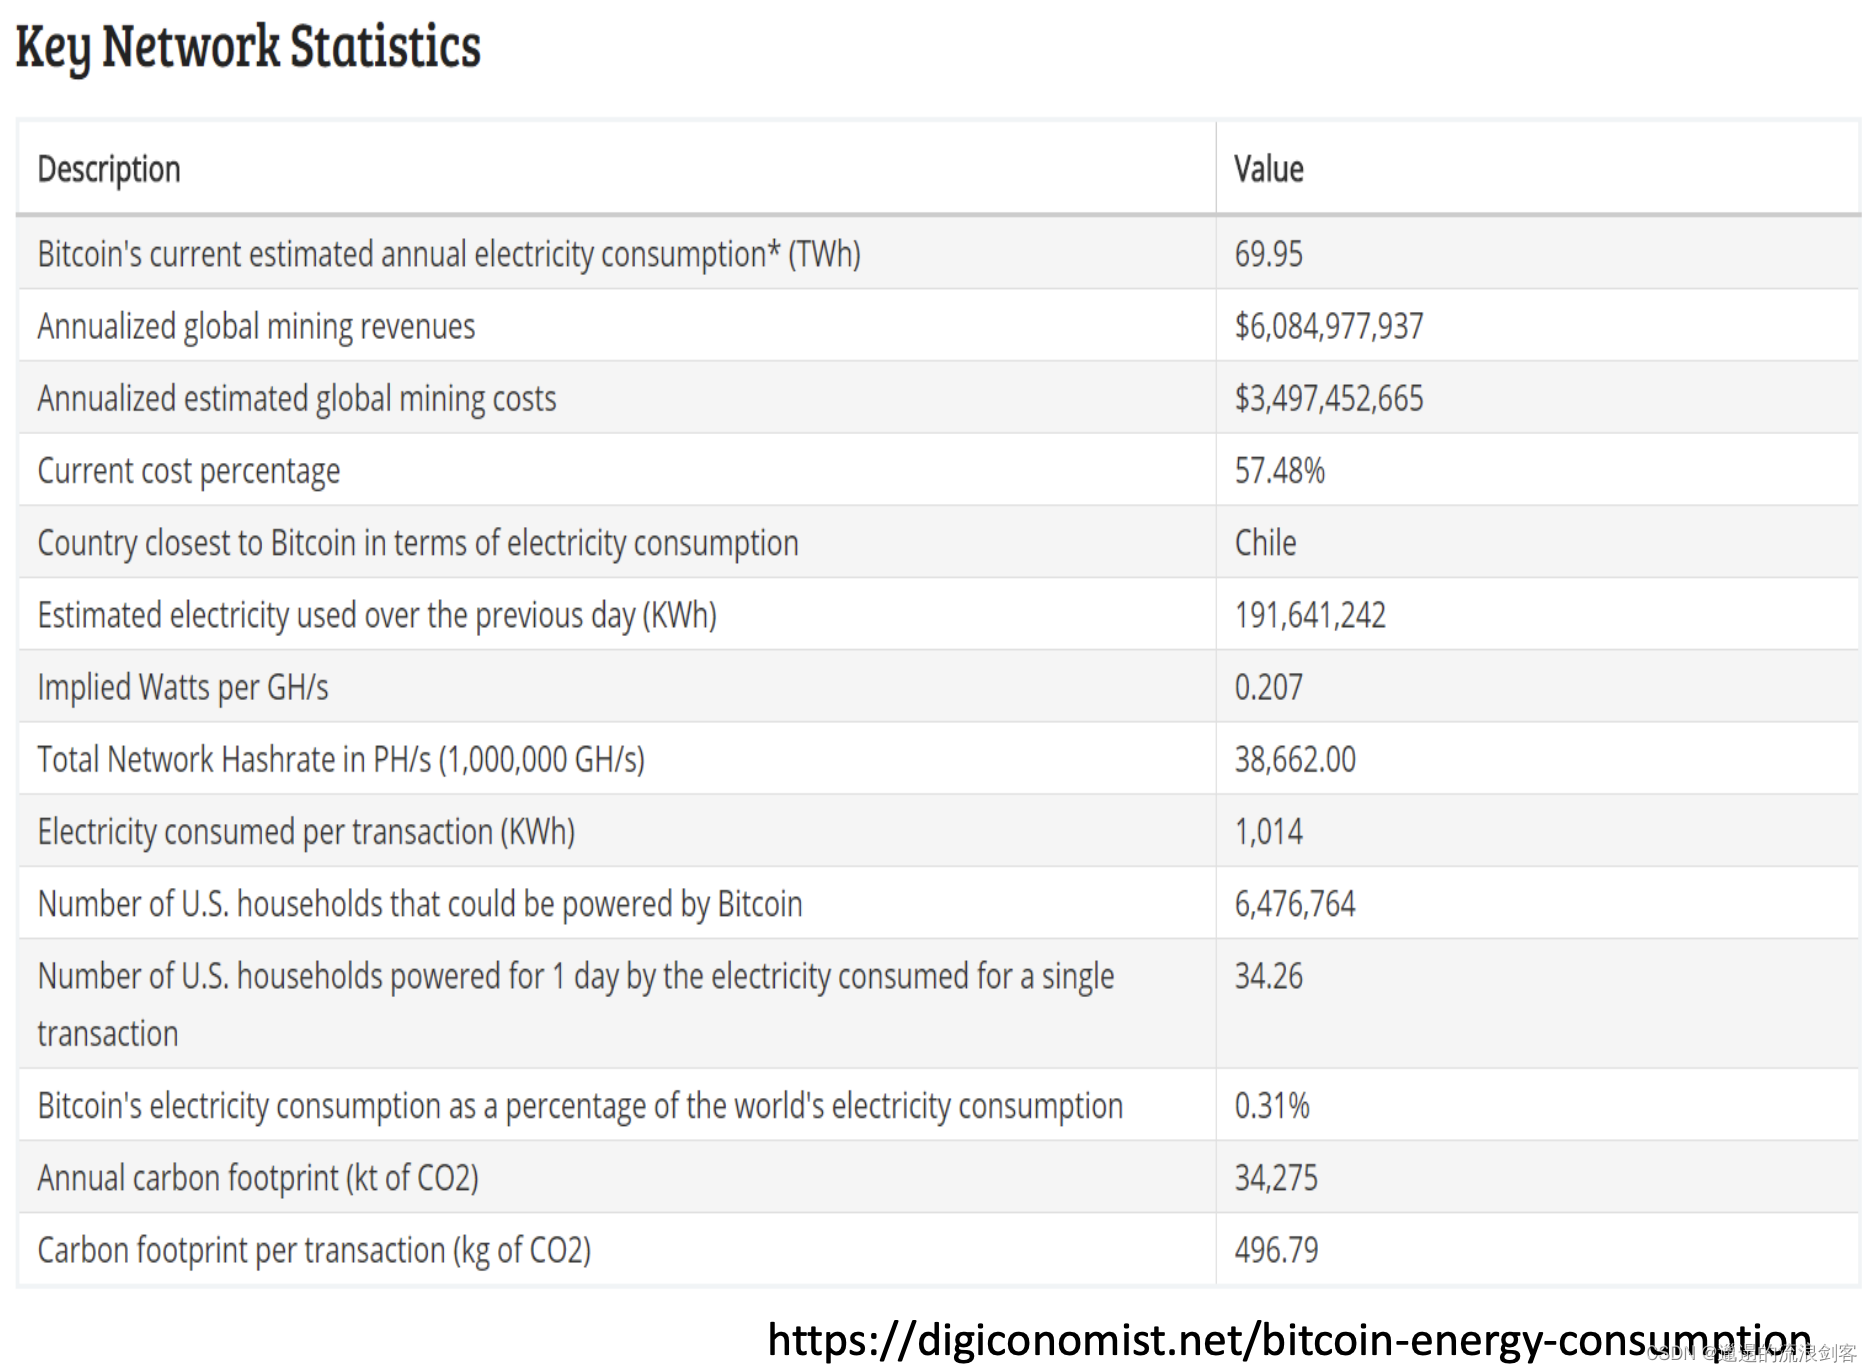 Key Network Statistics
Description Value
Bitcoin's current estimated annual electricity consumption* (TWh) 69.95
Annualized global mining revenues $6,084,977,937
Annualized estimated global mining costs $3,497,452,665
Current cost percentage 57.48%
Country closest to Bitcoin in terms of electricity consumption Chile
Estimated electricity used over the previous day (KWh) 191,641,242
Implied Watts per GH/s 0.207
Total Network Hashrate in PH/s (1,000,000 GH/s) 38,662.00
Electricity consumed per transaction (KWh) 1,014
Number of U.S. households that could be powered by Bitcoin 6,476,764
Number of U.S. households powered for 1 day by the electricity consumed for a single 34.26
transaction
Bitcoin's electricity consumption as a percentage of the world's electricity consumption 0.31%
Annual carbon footprint (kt of CO2) 34,275
Carbon footprint per transaction (kg of CO2) 496.79
https://digiconomist.net/bitcoin-energy-consumption
CSDN @邋遢的流浪剑客